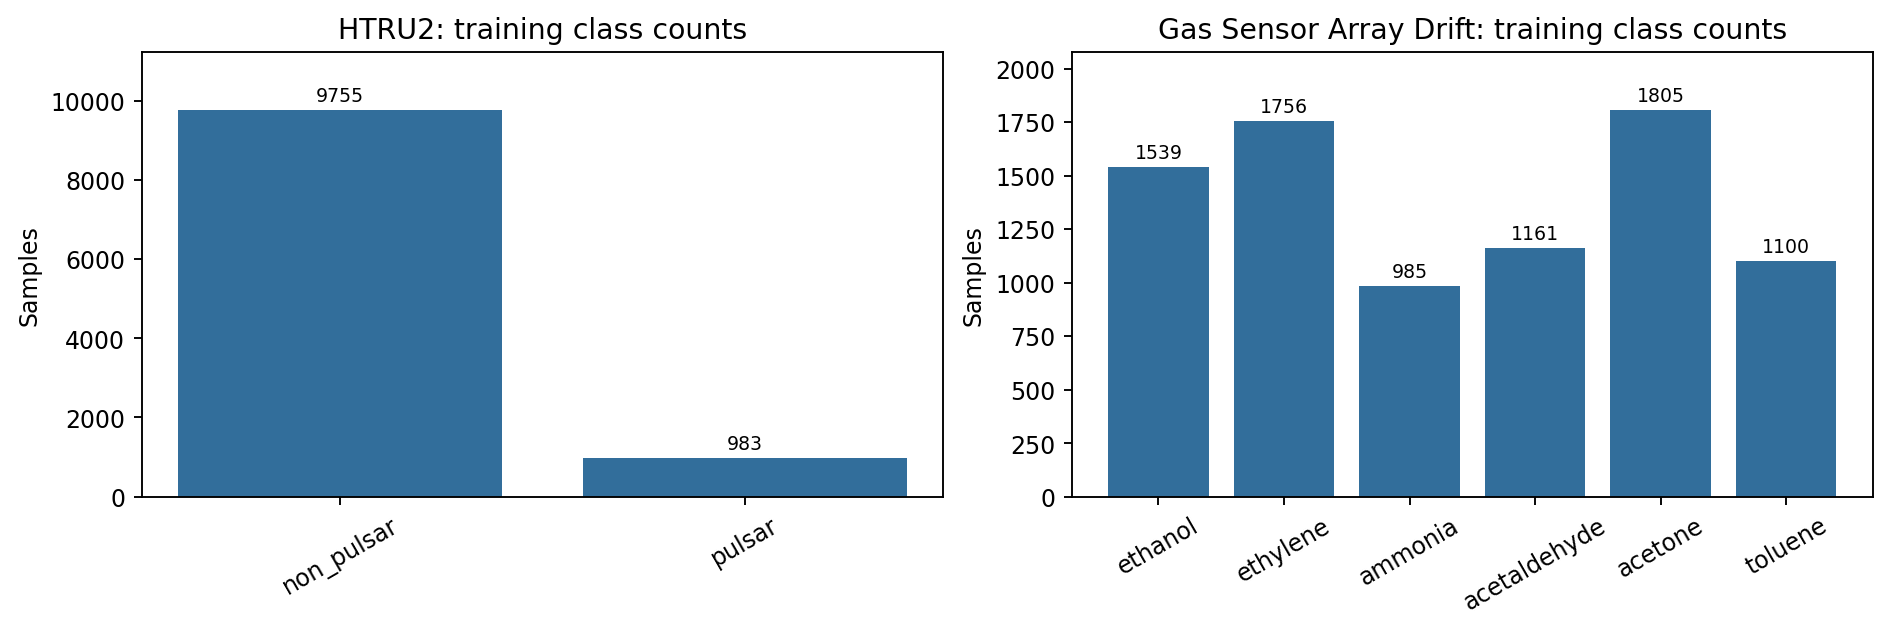 HTRU2: training class counts
Samples
10000
8000
6000
4000
2000
0
9755
983
non_pulsar
pulsar
Gas Sensor Array Drift: training class counts
Samples
2000
1750
1500
1250
1000
750
500
250
0
1539
1756
985
1161
1805
1100
ethanol
ethylene
ammonia
acetaldehyde
acetone
toluene